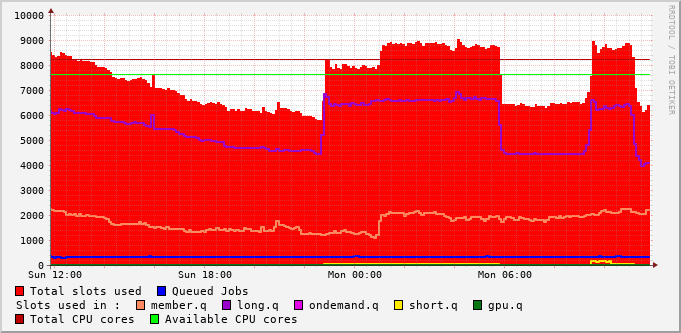 10000
9000
8000
7000
6000
5000
4000
3000
2000
1000
0
Sun 12:00 Sun 18:00 Mon 00:00 Mon 06:00
Total slots used Queued Jobs
Slots used in : member.q long.q ondemand.q short.q gpu.q
Total CPU cores Available CPU cores
RRDTOOL / TOBI OETIKER